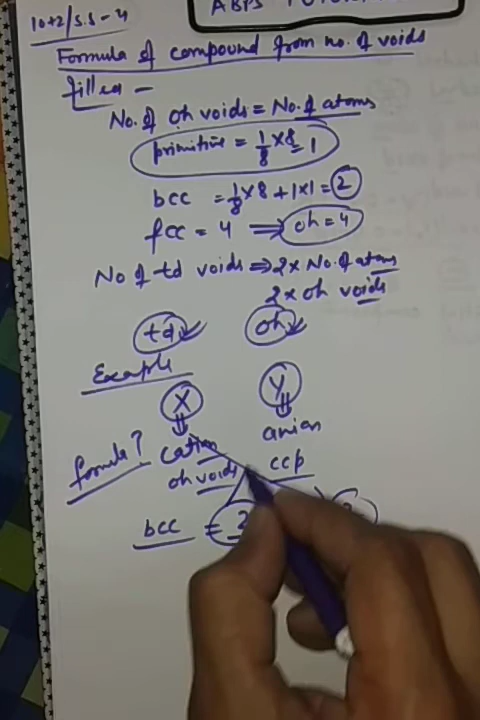 10+2/S.S-4
ABPS
Formula of compound from no. of voids
filled -
No. of oh voids = No. of atoms
primitive = 1/8 × 8 = 1
bcc = 1/8 × 8 + 1×1 = 2
fcc = 4 ⇒ oh = 4
No of td voids ⇒ 2 × No. of atoms
2 × oh voids
td oh
Example
X Y
formula? cation anion
oh voids ccp
bcc = 2